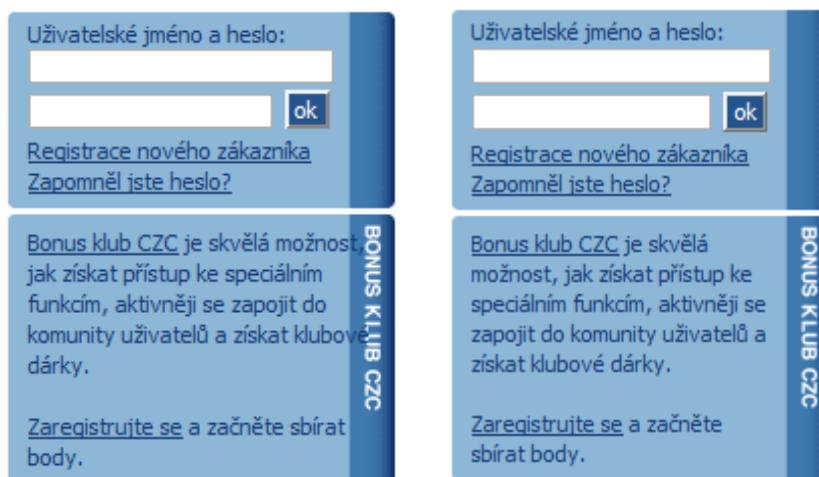 Uživatelské jméno a heslo:
ok
Registrace nového zákazníka
Zapomněl jste heslo?
Bonus klub CZC je skvělá možnost,
jak získat přístup ke speciálním
funkcím, aktivněji se zapojit do
komunity uživatelů a získat klubové
dárky.
Zaregistrujte se a začněte sbírat
body.
BONUS KLUB CZC
Uživatelské jméno a heslo:
ok
Registrace nového zákazníka
Zapomněl jste heslo?
Bonus klub CZC je skvělá
možnost, jak získat přístup ke
speciálním funkcím, aktivněji se
zapojit do komunity uživatelů a
získat klubové dárky.
Zaregistrujte se a začněte
sbírat body.
BONUS KLUB CZC